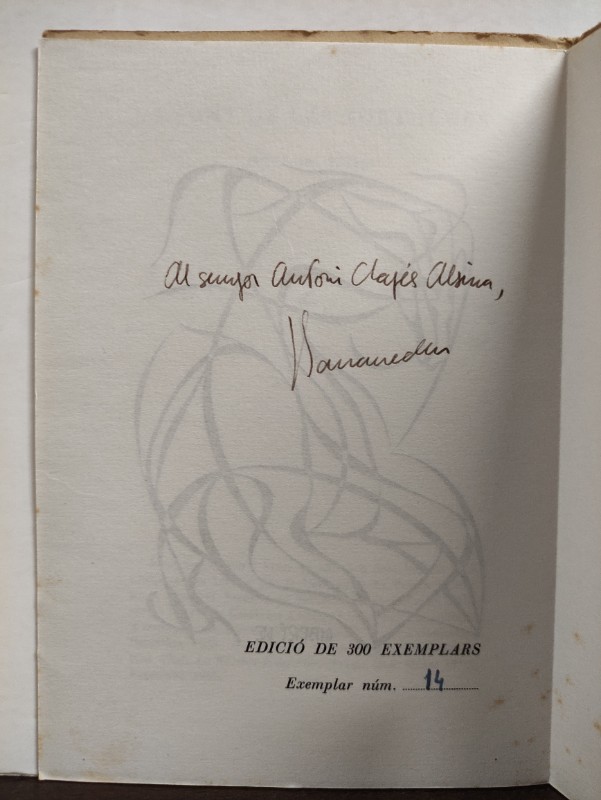 Al senyor Antoni Clapés Alsina,
EDICIÓ DE 300 EXEMPLARS
Exemplar núm. 14